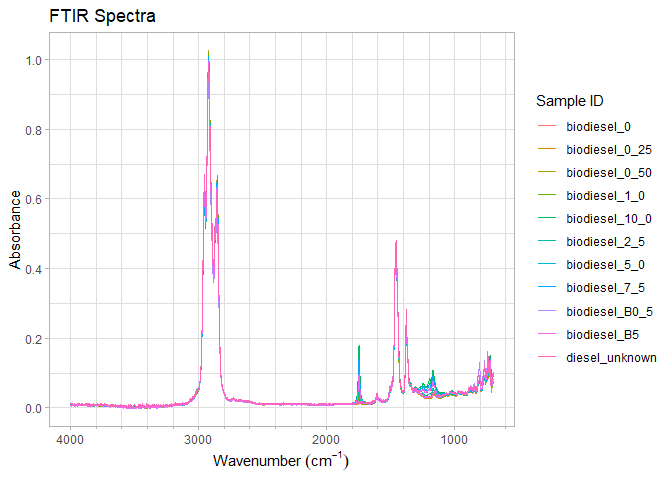 FTIR Spectra
Absorbance
1.0
0.8
0.6
0.4
0.2
0.0
4000 3000 2000 1000
Wavenumber (cm⁻¹)
Sample ID
biodiesel_0
biodiesel_0_25
biodiesel_0_50
biodiesel_1_0
biodiesel_10_0
biodiesel_2_5
biodiesel_5_0
biodiesel_7_5
biodiesel_B0_5
biodiesel_B5
diesel_unknown